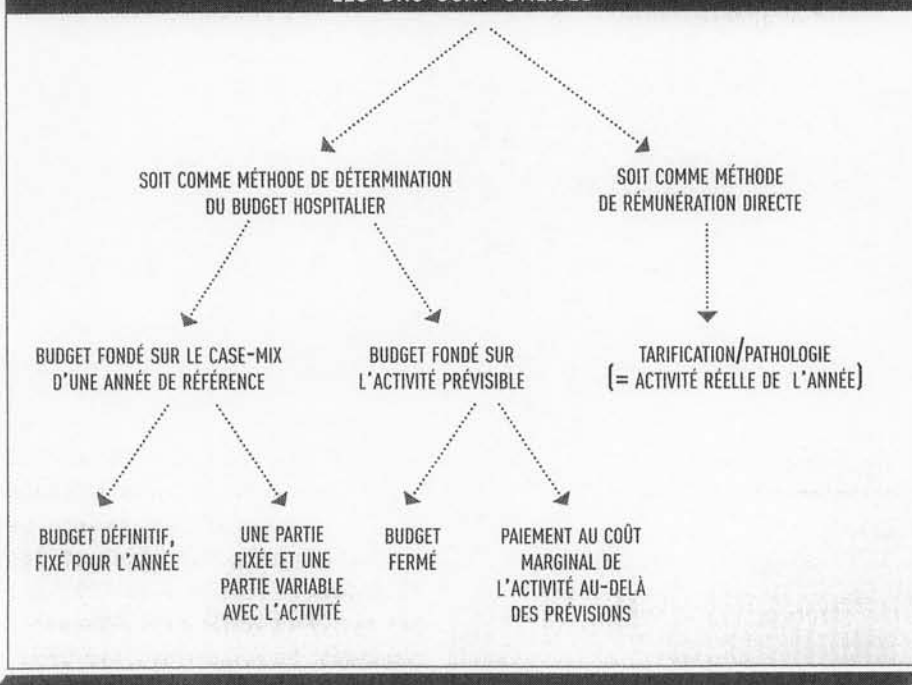 SOIT COMME MÉTHODE DE DÉTERMINATION
DU BUDGET HOSPITALIER
SOIT COMME MÉTHODE
DE RÉMUNÉRATION DIRECTE
BUDGET FONDÉ SUR LE CASE-MIX
D'UNE ANNÉE DE RÉFÉRENCE
BUDGET FONDÉ SUR
L'ACTIVITÉ PRÉVISIBLE
TARIFICATION/PATHOLOGIE
(= ACTIVITÉ RÉELLE DE L'ANNÉE)
BUDGET DÉFINITIF,
FIXÉ POUR L'ANNÉE
UNE PARTIE
FIXÉE ET UNE
PARTIE VARIABLE
AVEC L'ACTIVITÉ
BUDGET
FERMÉ
PAIEMENT AU COÛT
MARGINAL DE
L'ACTIVITÉ AU-DELÀ
DES PRÉVISIONS